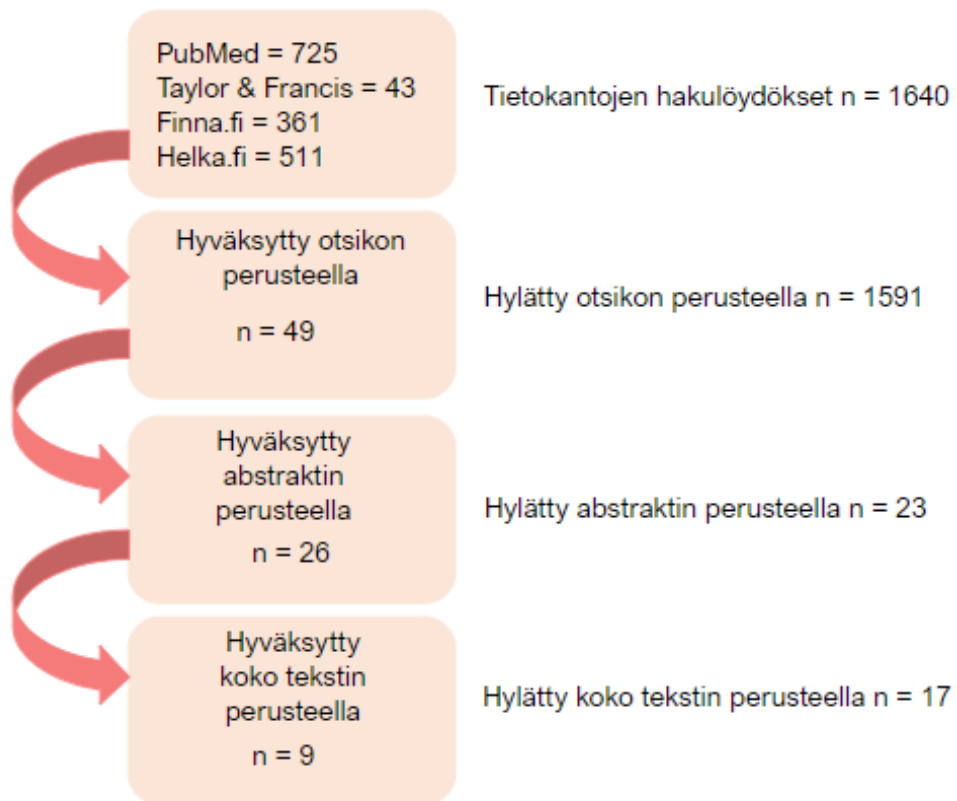 PubMed = 725
Taylor & Francis = 43
Finna.fi = 361
Helka.fi = 511
Tietokantojen hakulöydökset n = 1640
Hyväksytty otsikon
perusteella
n = 49
Hylätty otsikon perusteella n = 1591
Hyväksytty
abstraktin
perusteella
n = 26
Hylätty abstraktin perusteella n = 23
Hyväksytty
koko tekstin
perusteella
n = 9
Hylätty koko tekstin perusteella n = 17